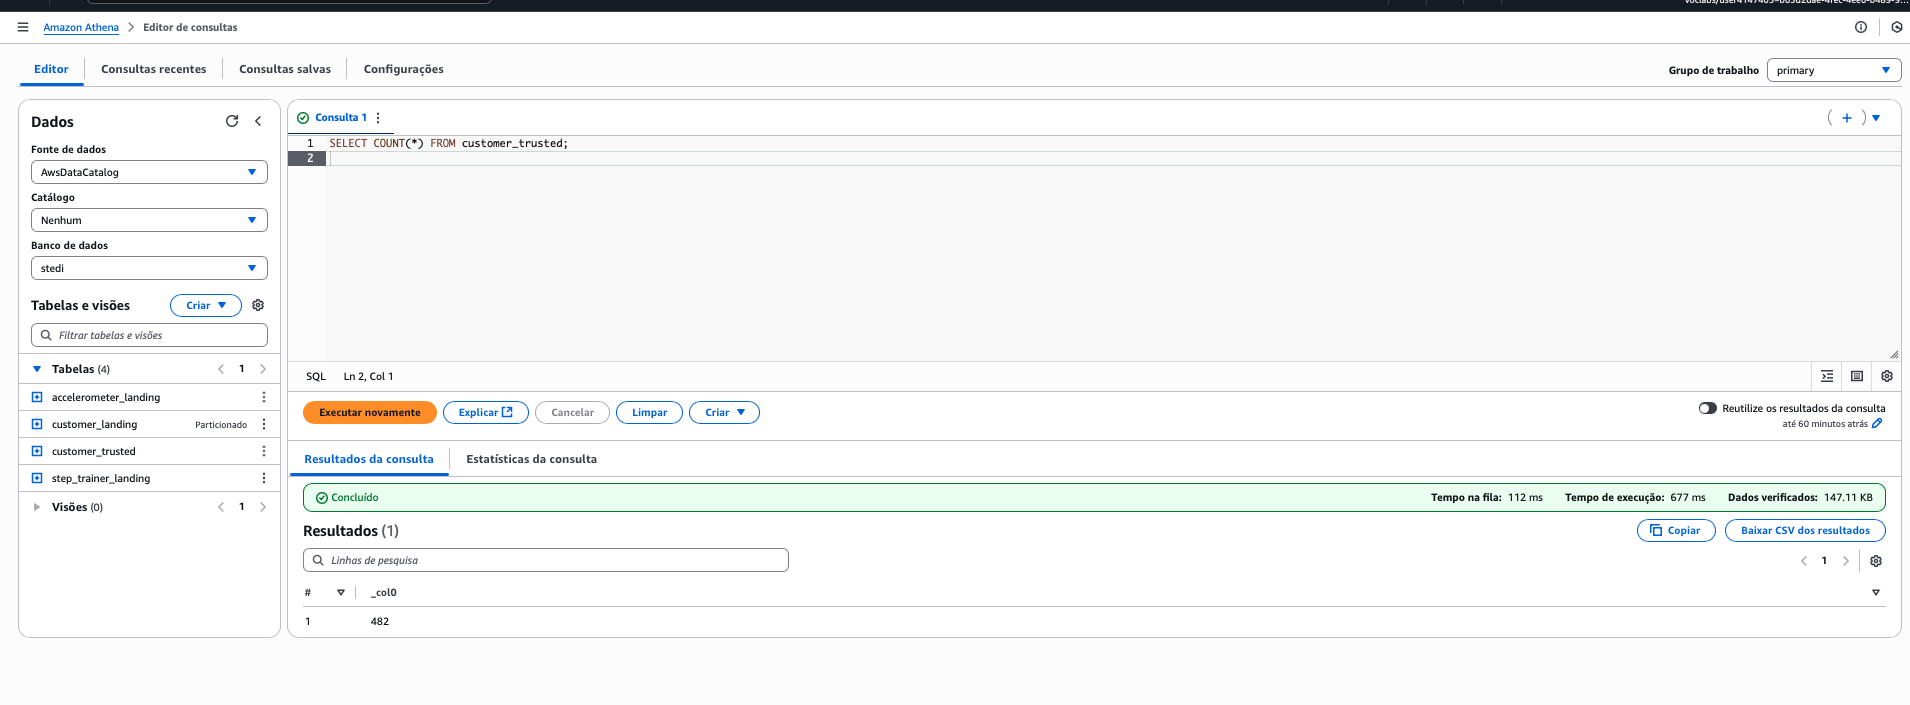 Amazon Athena > Editor de consultas
Editor
Consultas recentes
Consultas salvas
Configurações
Grupo de trabalho
primary
Dados
Fonte de dados
AwsDataCatalog
Catálogo
Nenhum
Banco de dados
stedi
Tabelas e visões
Criar
Filtrar tabelas e visões
Tabelas (4)
< 1 >
accelerometer_landing
customer_landing
Particionado
customer_trusted
step_trainer_landing
Visões (0)
< 1 >
Consulta 1
1 SELECT COUNT(*) FROM customer_trusted;
2
SQL
Ln 2, Col 1
Executar novamente
Explicar
Cancelar
Limpar
Criar
Reutilize os resultados da consulta
até 60 minutos atrás
Resultados da consulta
Estatísticas da consulta
Concluído
Tempo na fila: 112 ms
Tempo de execução: 677 ms
Dados verificados: 147.11 KB
Resultados (1)
Copiar
Baixar CSV dos resultados
Linhas de pesquisa
< 1 >
# _col0
1 482